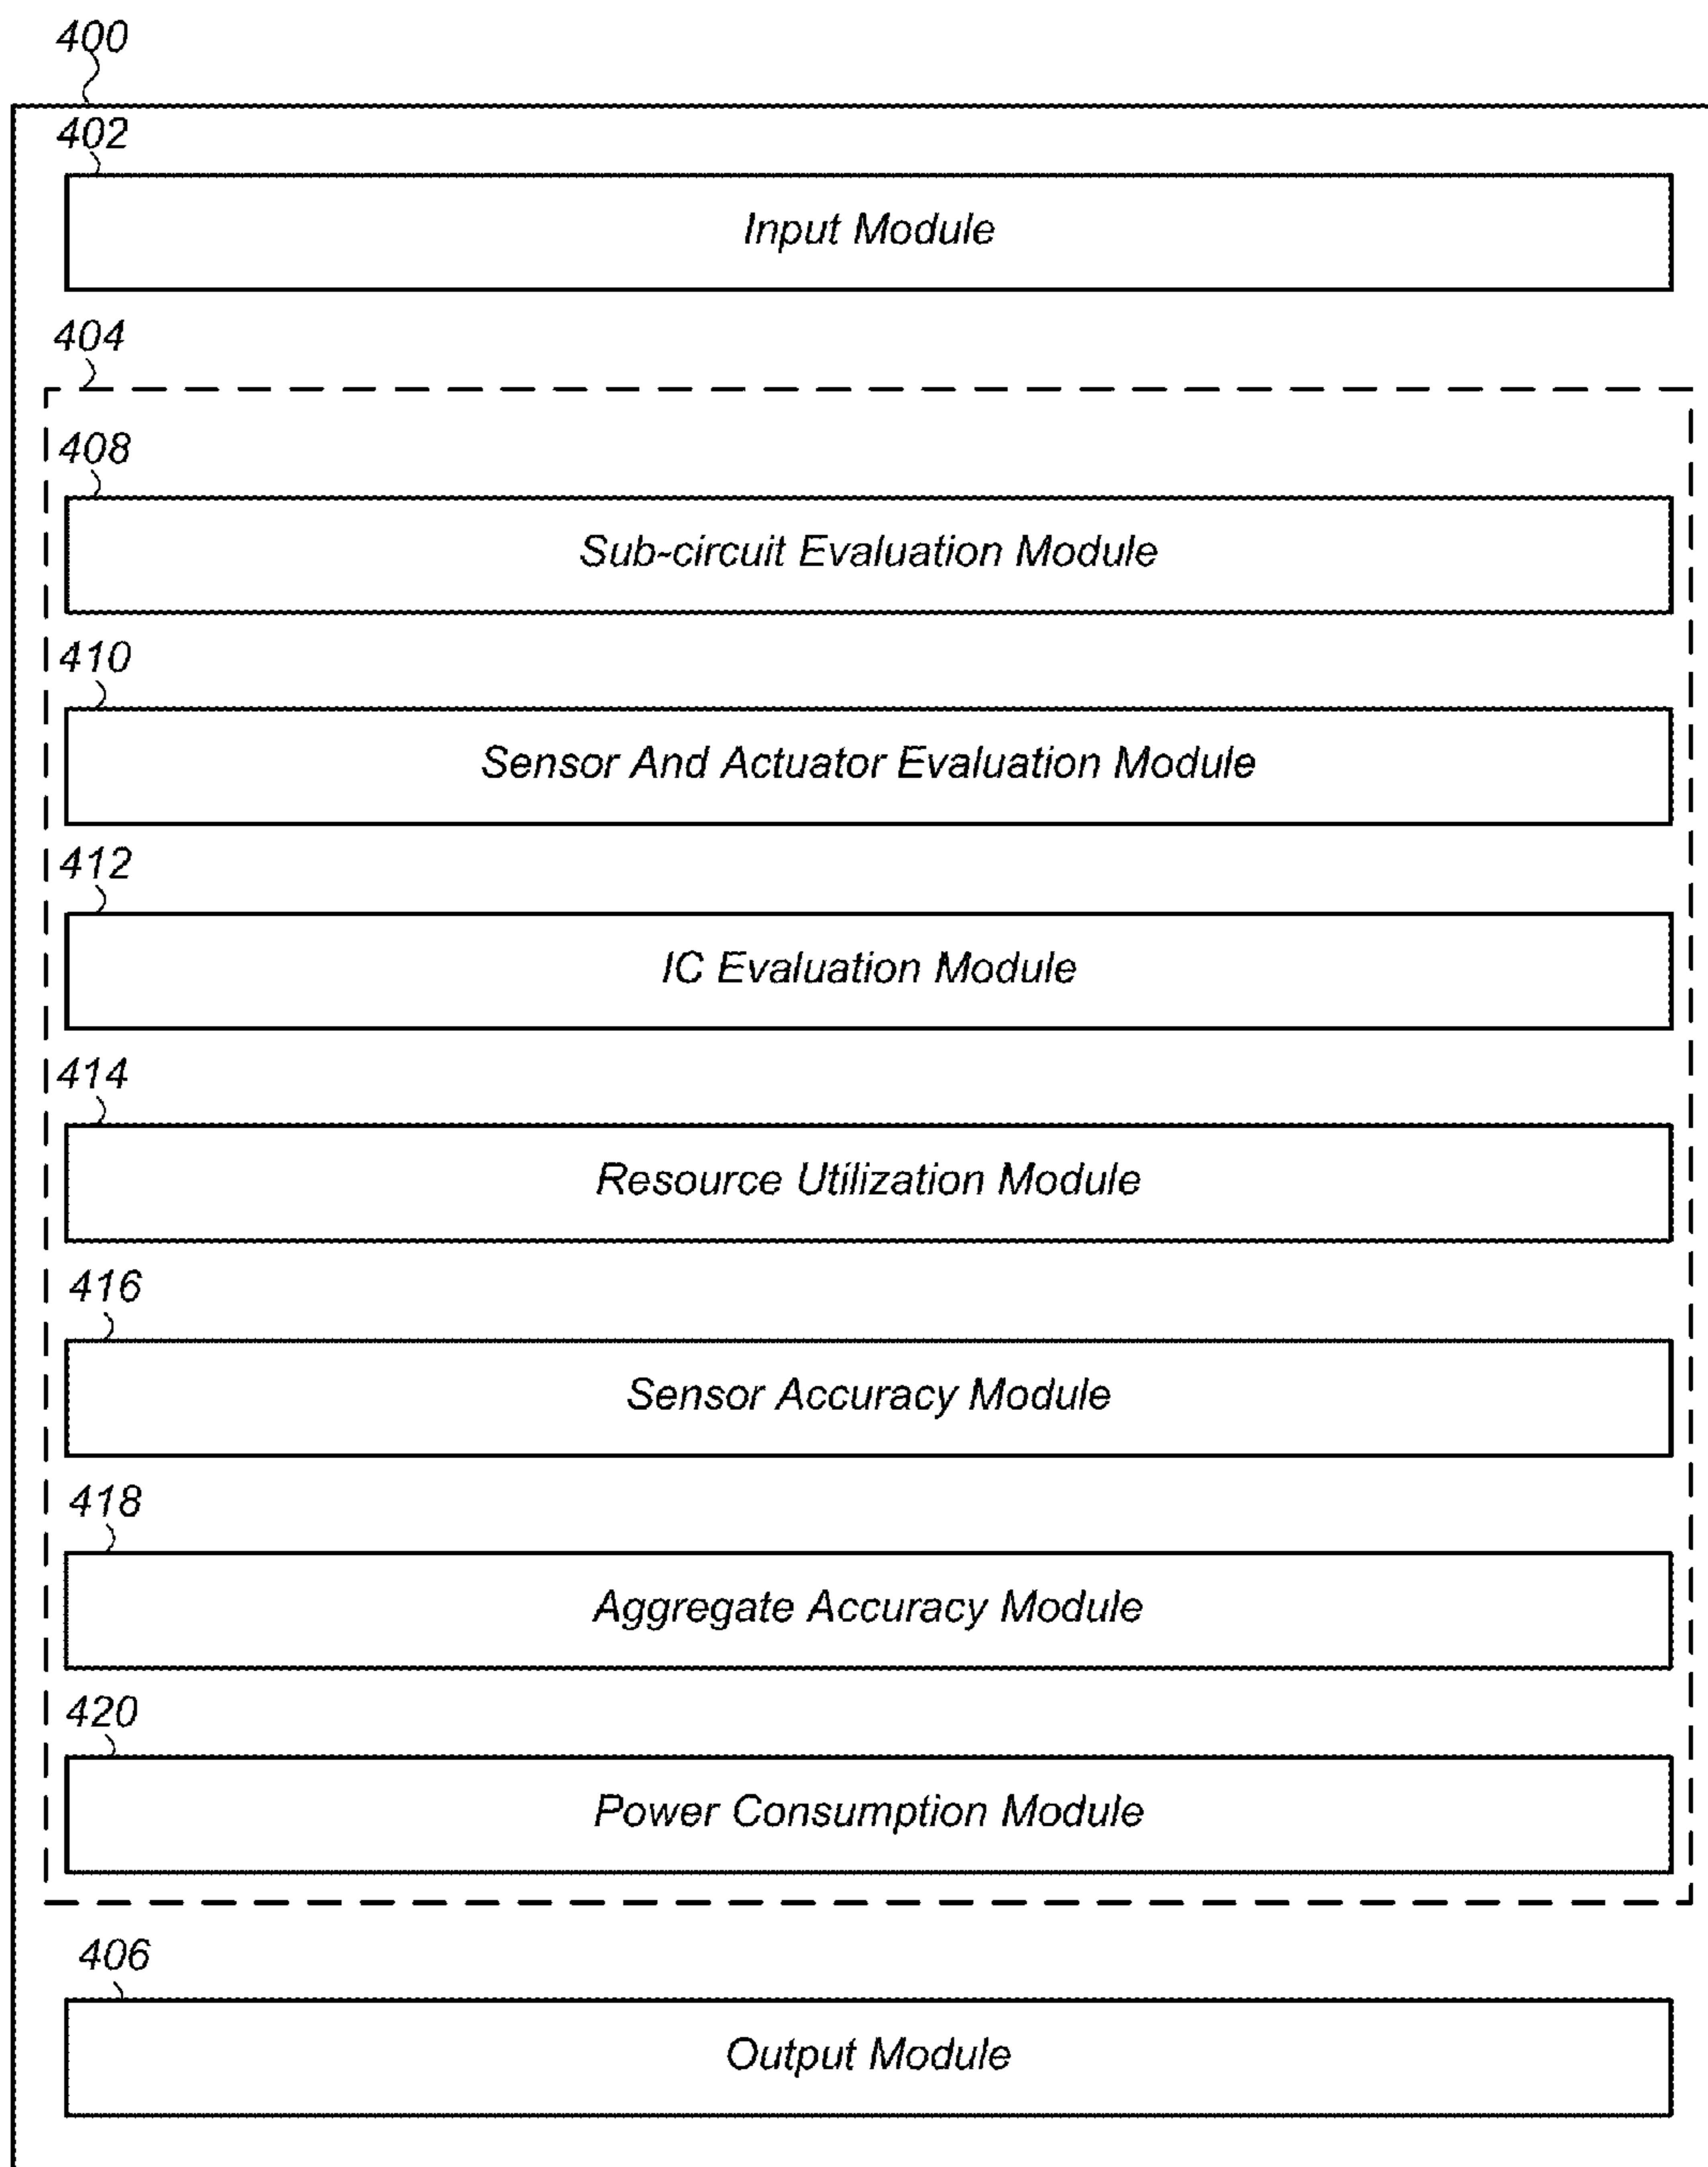 400
402
Input Module
404
408
Sub-circuit Evaluation Module
410
Sensor And Actuator Evaluation Module
412
IC Evaluation Module
414
Resource Utilization Module
416
Sensor Accuracy Module
418
Aggregate Accuracy Module
420
Power Consumption Module
406
Output Module